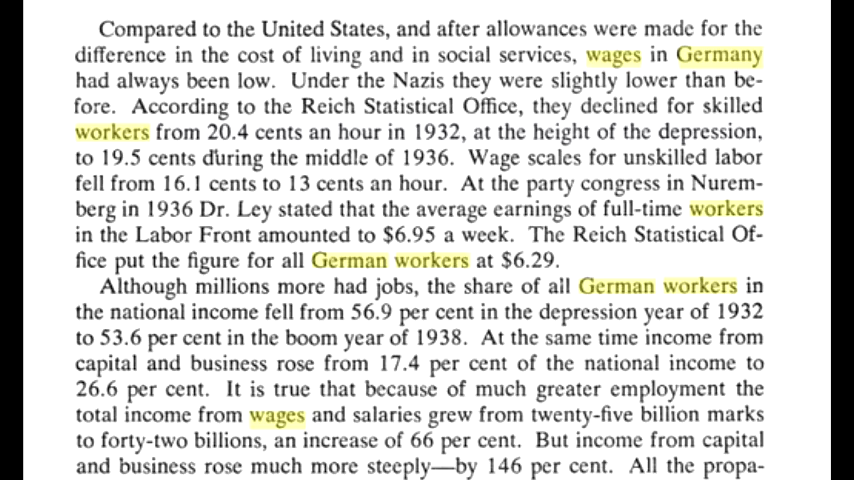 Compared to the United States, and after allowances were made for the
difference in the cost of living and in social services, wages in Germany
had always been low. Under the Nazis they were slightly lower than be-
fore. According to the Reich Statistical Office, they declined for skilled
workers from 20.4 cents an hour in 1932, at the height of the depression,
to 19.5 cents during the middle of 1936. Wage scales for unskilled labor
fell from 16.1 cents to 13 cents an hour. At the party congress in Nurem-
berg in 1936 Dr. Ley stated that the average earnings of full-time workers
in the Labor Front amounted to $6.95 a week. The Reich Statistical Of-
fice put the figure for all German workers at $6.29.
Although millions more had jobs, the share of all German workers in
the national income fell from 56.9 per cent in the depression year of 1932
to 53.6 per cent in the boom year of 1938. At the same time income from
capital and business rose from 17.4 per cent of the national income to
26.6 per cent. It is true that because of much greater employment the
total income from wages and salaries grew from twenty-five billion marks
to forty-two billions, an increase of 66 per cent. But income from capital
and business rose much more steeply—by 146 per cent. All the propa-